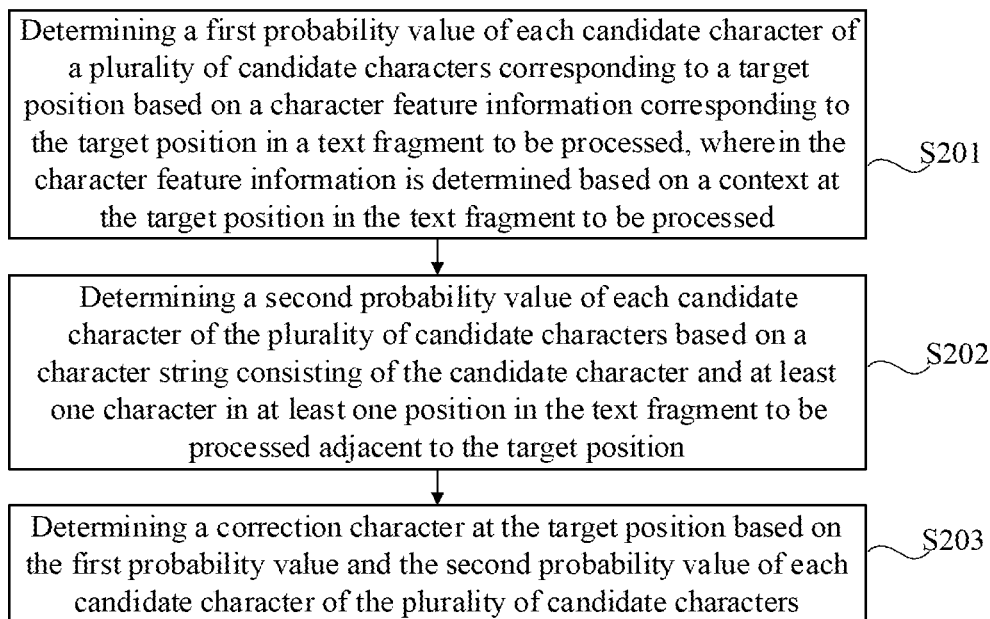 Determining a first probability value of each candidate character of
a plurality of candidate characters corresponding to a target
position based on a character feature information corresponding to
the target position in a text fragment to be processed, wherein the
character feature information is determined based on a context at
the target position in the text fragment to be processed
S201
Determining a second probability value of each candidate
character of the plurality of candidate characters based on a
character string consisting of the candidate character and at least
one character in at least one position in the text fragment to be
processed adjacent to the target position
S202
Determining a correction character at the target position based on
the first probability value and the second probability value of each
candidate character of the plurality of candidate characters
S203